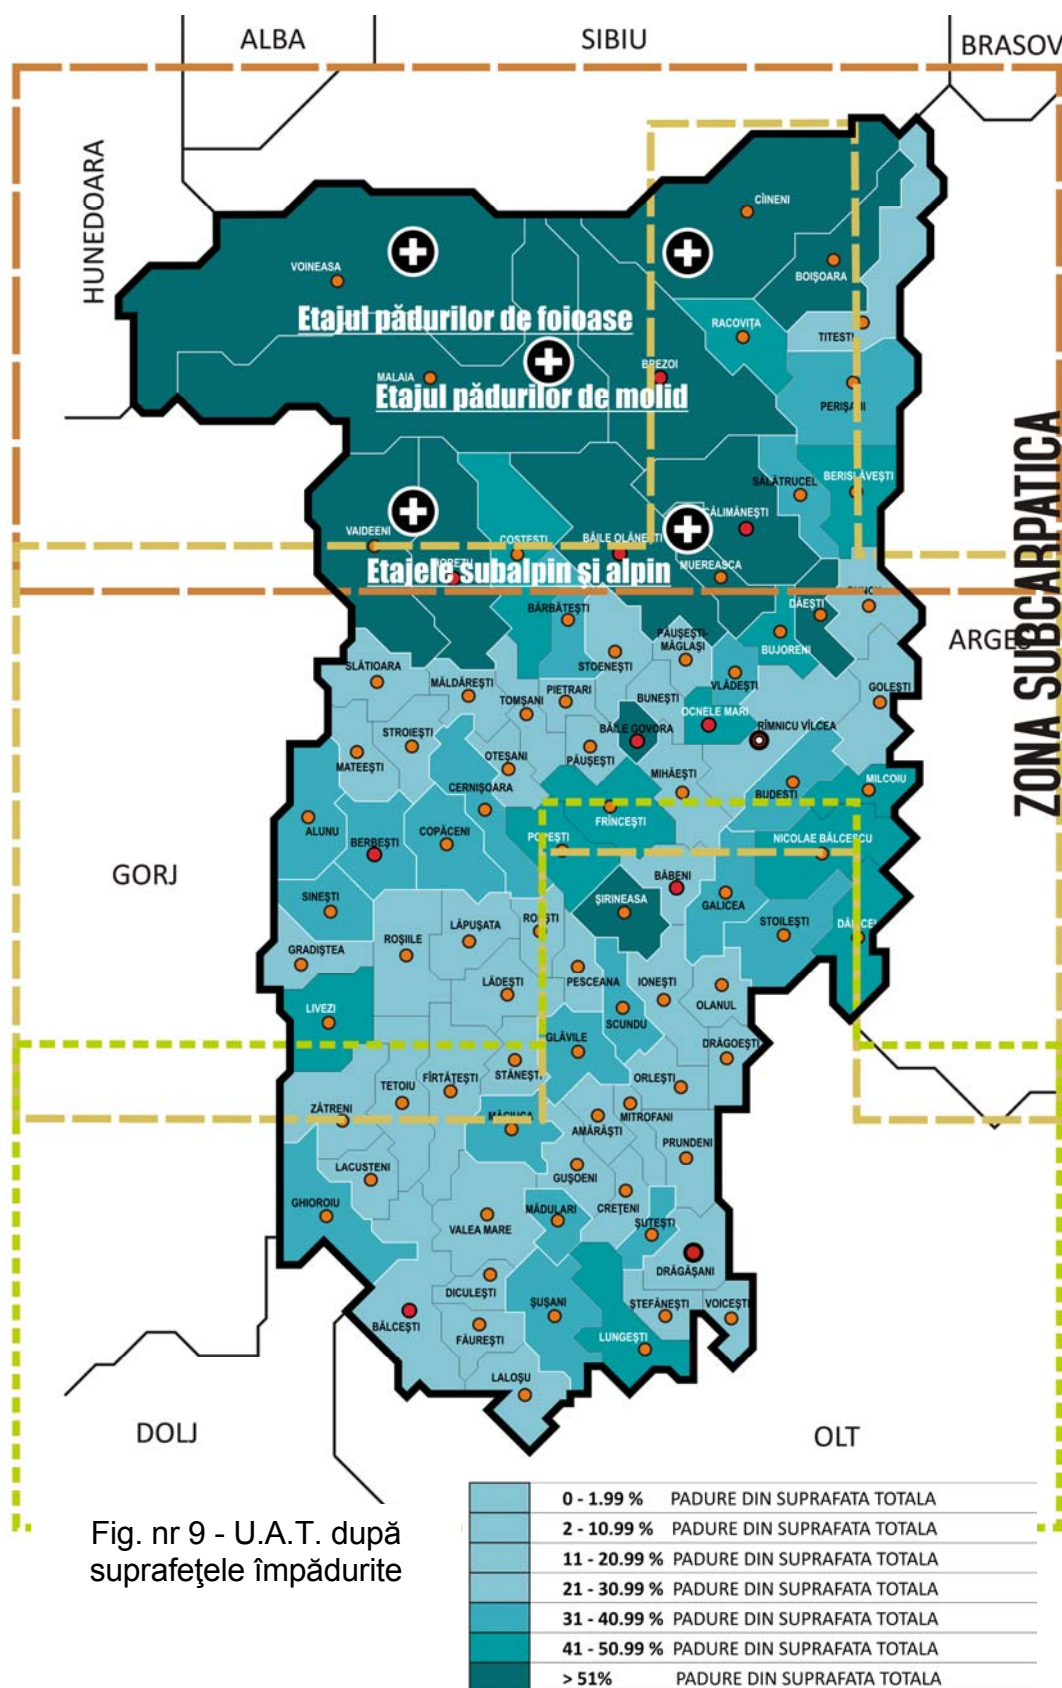 ALBA
SIBIU
BRASOV
HUNEDOARA
CÎINENI
VOINEASA
BOIŞOARA
Etajul pădurilor de foioase
RACOVIŢA
TITESTI
BREZOI
MALAIA
Etajul pădurilor de molid
PERIŞANI
ZONA SUBCARPATICA
SĂLĂTRUCEL
BERISLĂVEŞTI
CĂLIMĂNEŞTI
VAIDEENI
COSTEŞTI
BĂILE OLĂNEŞTI
MUEREASCA
Etajele subalpin şi alpin
BĂRBĂTEŞTI
DĂEŞTI
ARGEŞ
BUJORENI
PĂUŞEŞTI-
MĂGLAŞI
STOENEŞTI
SLĂTIOARA
MĂLDĂREŞTI
VLĂDEŞTI
GOLEŞTI
PIETRARI
TOMŞANI
BUNEŞTI
OCNELE MARI
RÎMNICU VÎLCEA
STROIEŞTI
BĂILE GOVORA
MATEEŞTI
OTEŞANI
PĂUŞEŞTI
MIHĂEŞTI
CERNIŞOARA
BUDEŞTI
MILCOIU
ALUNU
COPĂCENI
FRÎNCEŞTI
BERBEŞTI
POPEŞTI
NICOLAE BĂLCESCU
GORJ
BĂBENI
SINEŞTI
ŞIRINEASA
GALICEA
ROŞIILE
LĂPUŞATA
STOILEŞTI
GRADIŞTEA
LĂDEŞTI
PESCEANA
IONEŞTI
OLANUL
LIVEZI
SCUNDU
GLĂVILE
DRĂGOEŞTI
STĂNEŞTI
TETOIU
FÎRTĂŢEŞTI
ORLEŞTI
ZĂTRENI
MĂCIUCA
AMĂRĂŞTI
MITROFANI
PRUNDENI
LACUSTENI
GUŞOENI
GHIOROIU
CREŢENI
MĂDULARI
VALEA MARE
ŞUTEŞTI
DRĂGĂŞANI
DICULEŞTI
ŞUŞANI
ŞTEFĂNEŞTI
VOICEŞTI
BĂLCEŞTI
FĂUREŞTI
LUNGEŞTI
LALOŞU
DOLJ
OLT
Fig. nr 9 - U.A.T. după
suprafeţele împădurite
0 - 1.99 % PADURE DIN SUPRAFATA TOTALA
2 - 10.99 % PADURE DIN SUPRAFATA TOTALA
11 - 20.99 % PADURE DIN SUPRAFATA TOTALA
21 - 30.99 % PADURE DIN SUPRAFATA TOTALA
31 - 40.99 % PADURE DIN SUPRAFATA TOTALA
41 - 50.99 % PADURE DIN SUPRAFATA TOTALA
> 51% PADURE DIN SUPRAFATA TOTALA